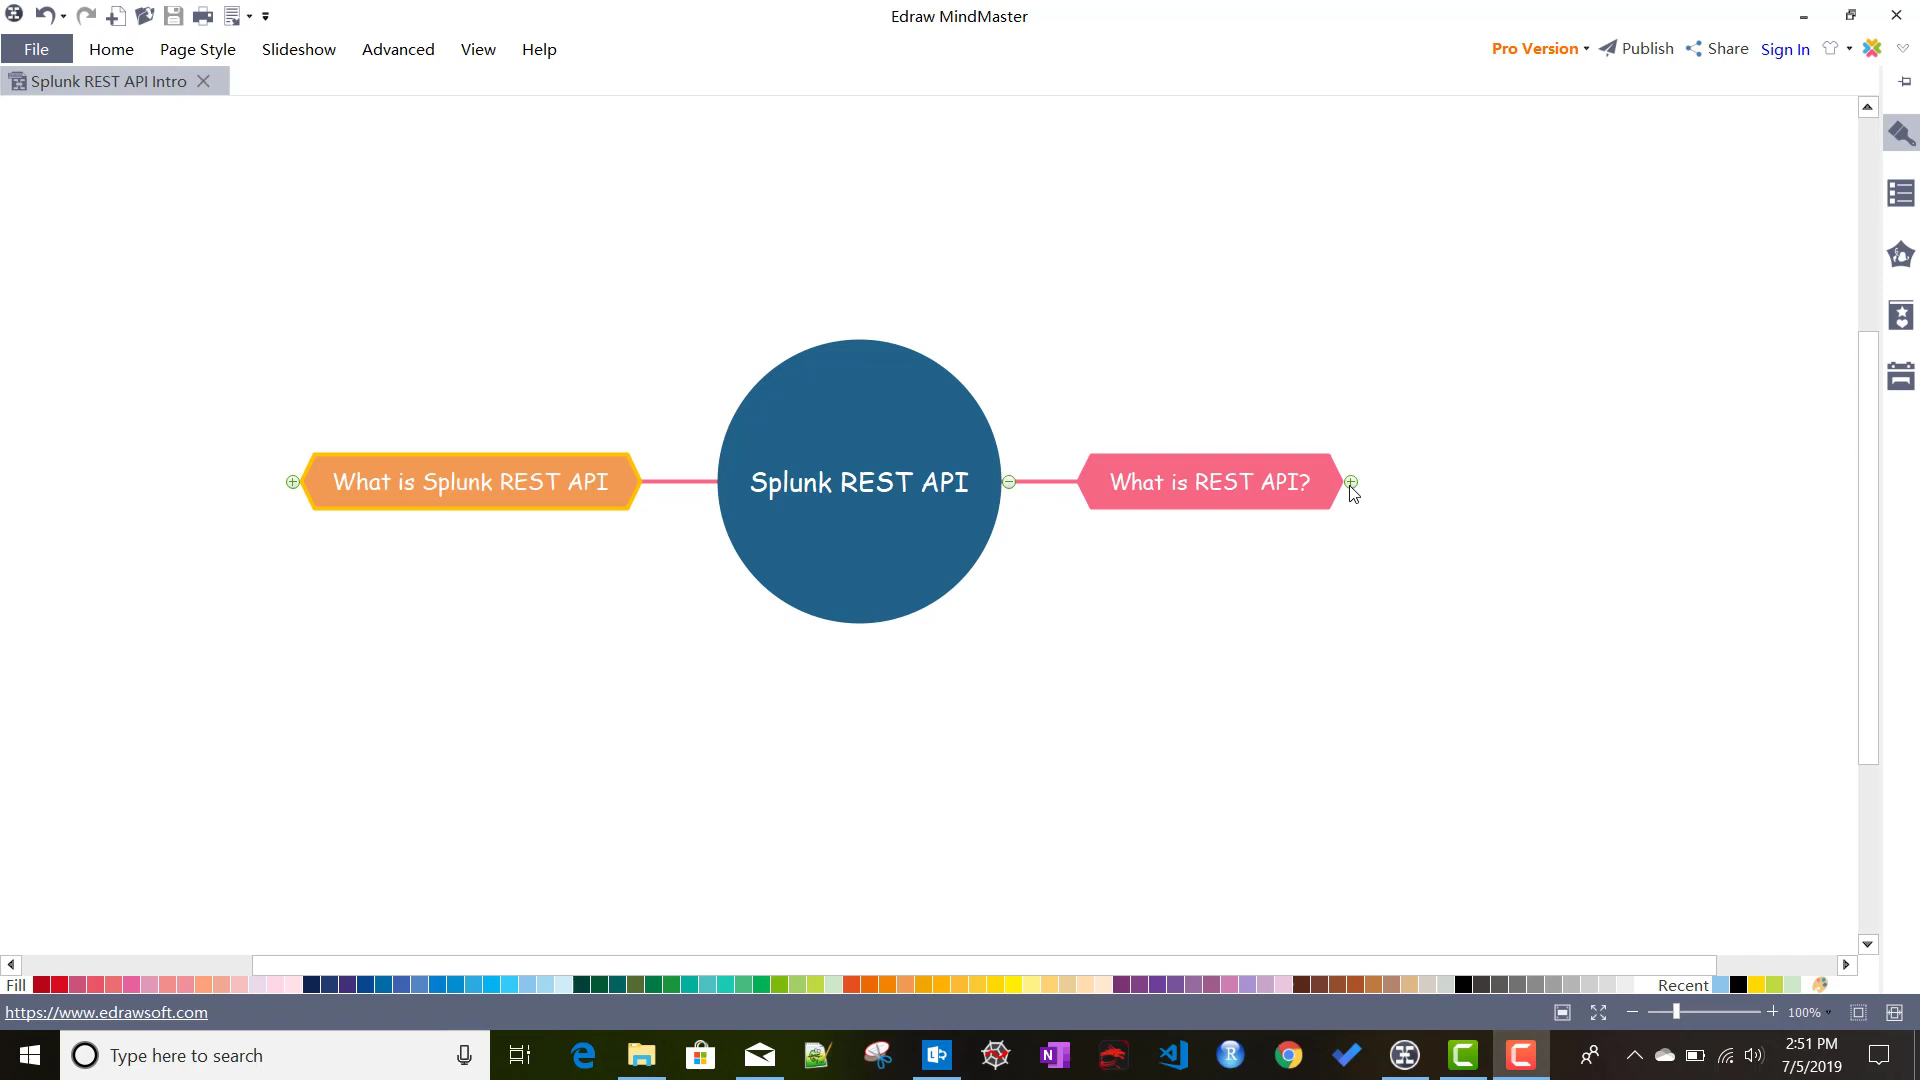 Edraw MindMaster
File Home Page Style Slideshow Advanced View Help Pro Version Publish Share Sign In
Splunk REST API Intro
What is Splunk REST API
Splunk REST API
What is REST API?
Fill
Recent
https://www.edrawsoft.com
100%
Type here to search
2:51 PM
7/5/2019